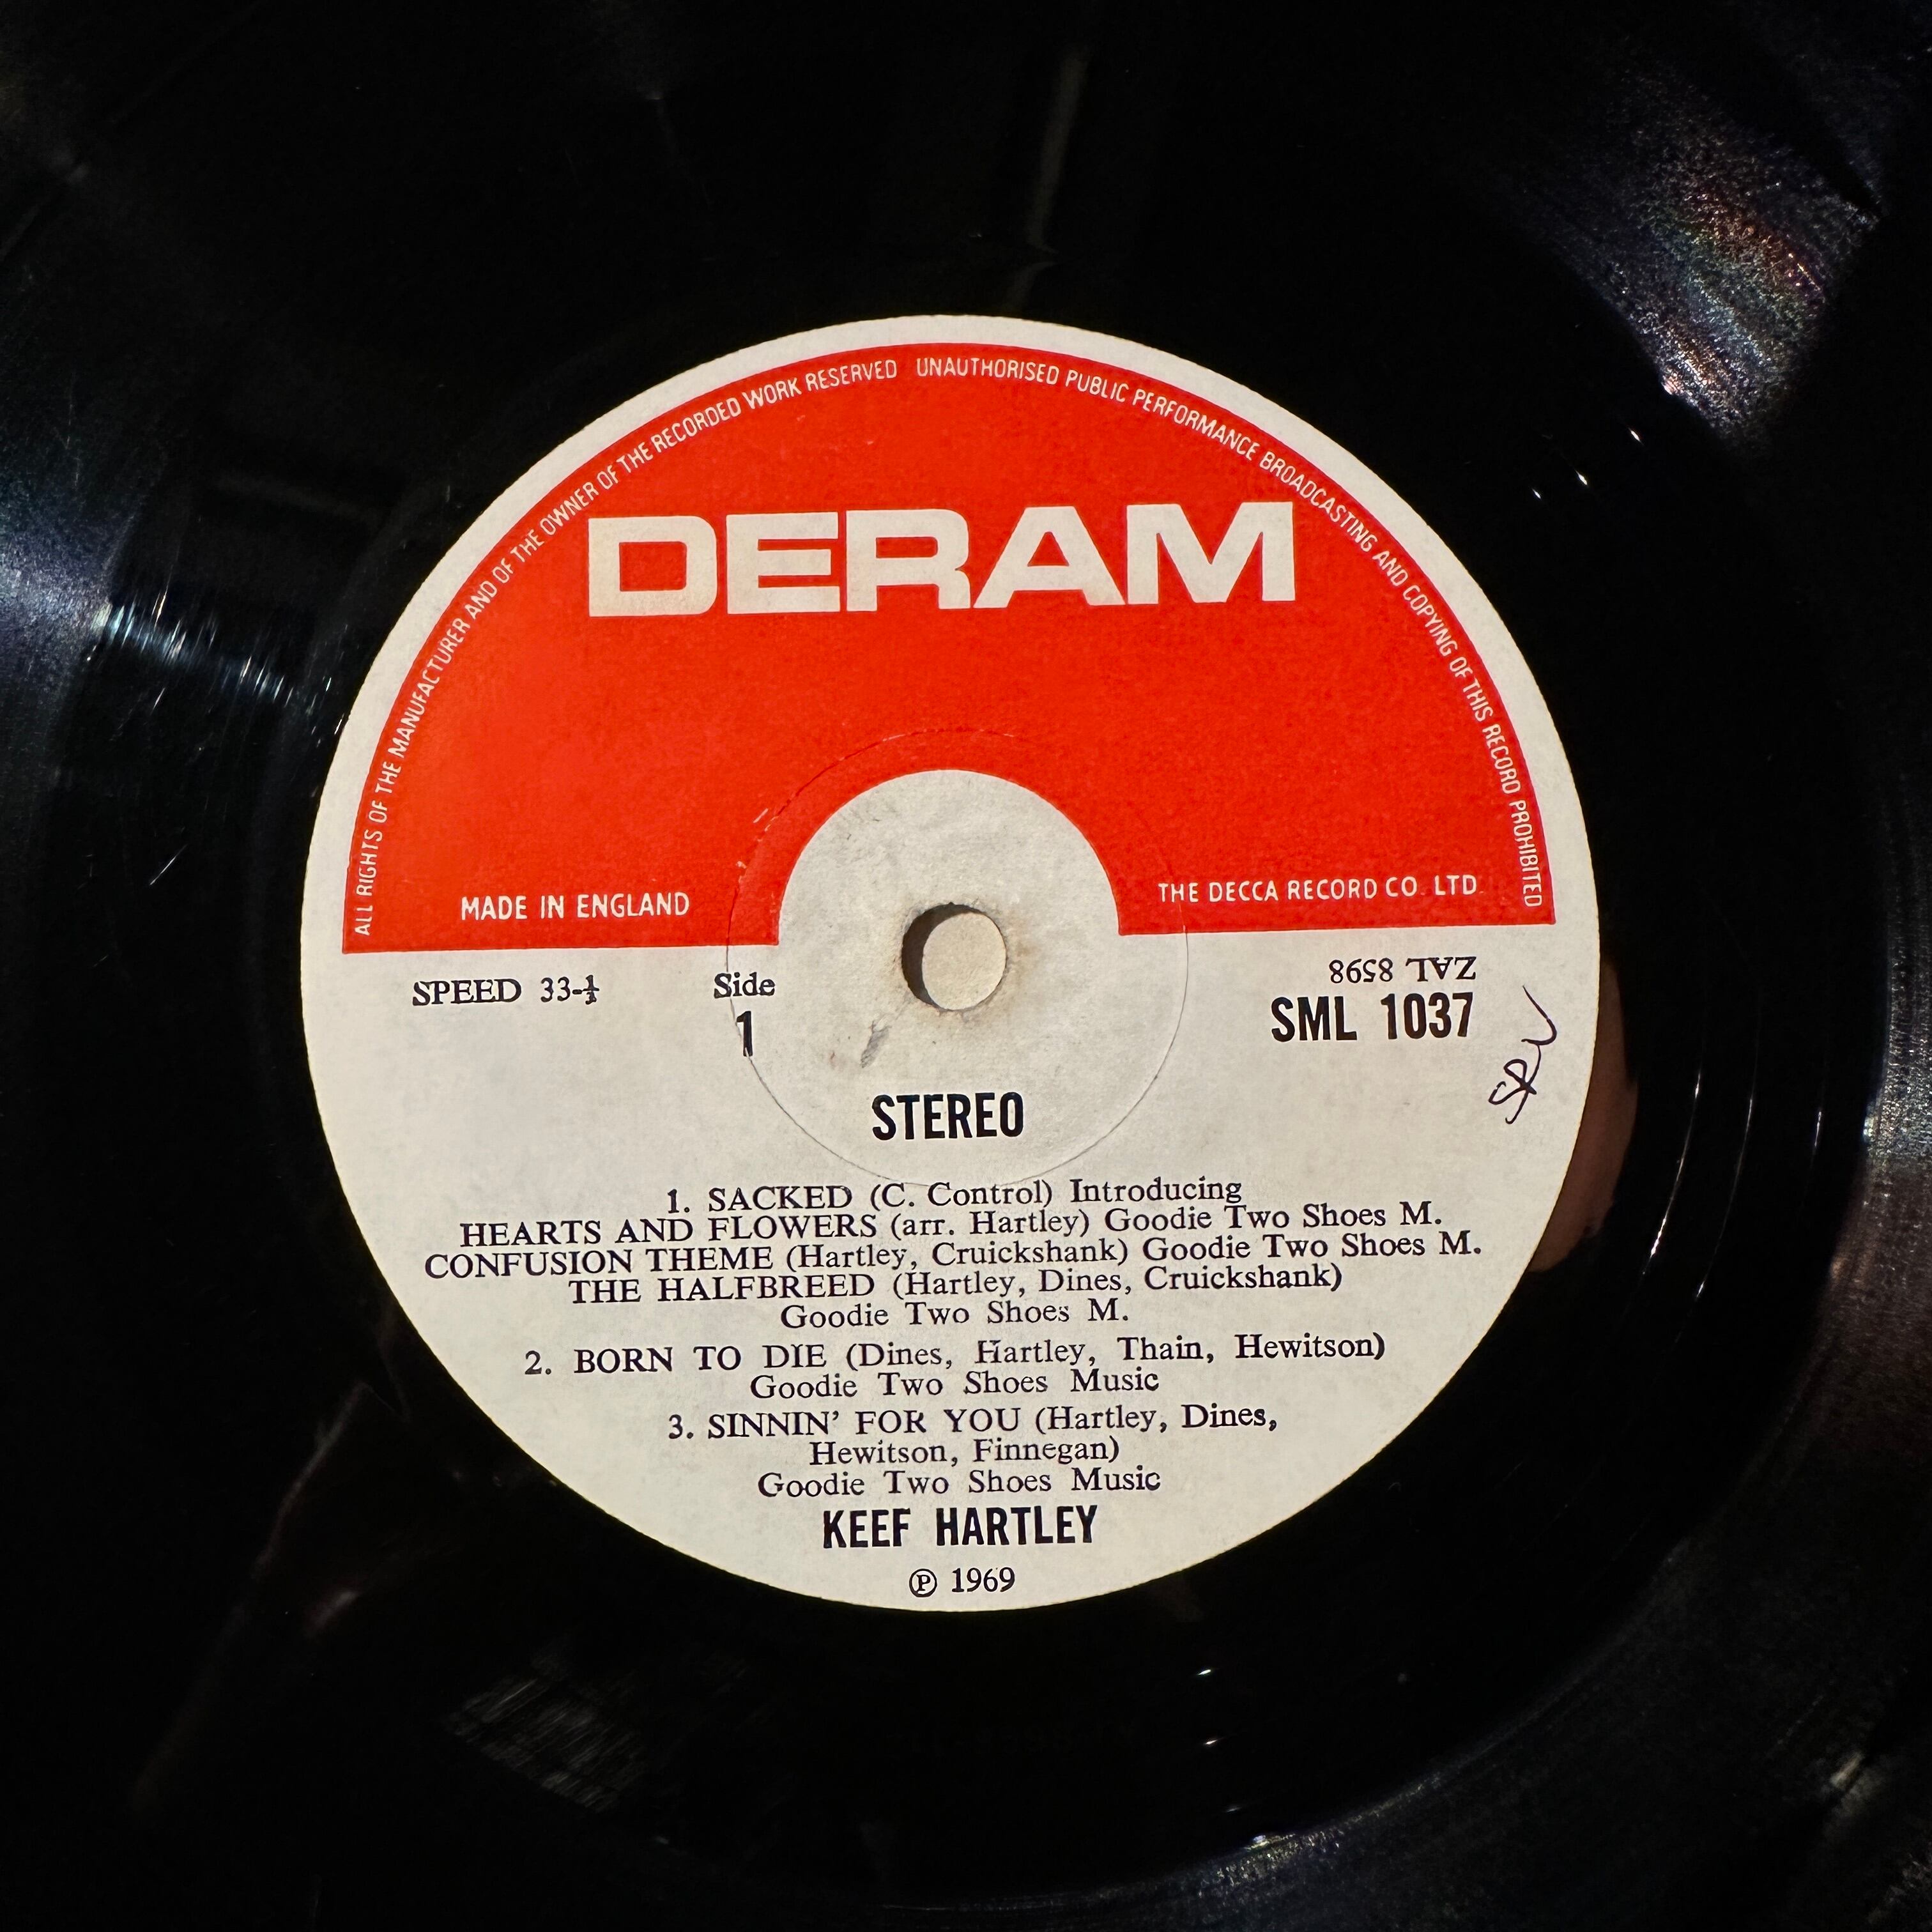 ALL RIGHTS OF THE MANUFACTURER AND OF THE OWNER OF THE RECORDED WORK RESERVED UNAUTHORISED PUBLIC PERFORMANCE BROADCASTING AND COPYING OF THIS RECORD PROHIBITED
DERAM
MADE IN ENGLAND
THE DECCA RECORD CO. LTD.
SPEED 33-⅓
Side
1
ZAL 8598
SML 1037
STEREO
1. SACKED (C. Control) Introducing
HEARTS AND FLOWERS (arr. Hartley) Goodie Two Shoes M.
CONFUSION THEME (Hartley, Cruickshank) Goodie Two Shoes M.
THE HALFBREED (Hartley, Dines, Cruickshank)
Goodie Two Shoes M.
2. BORN TO DIE (Dines, Hartley, Thain, Hewitson)
Goodie Two Shoes Music
3. SINNIN' FOR YOU (Hartley, Dines,
Hewitson, Finnegan)
Goodie Two Shoes Music
KEEF HARTLEY
℗ 1969